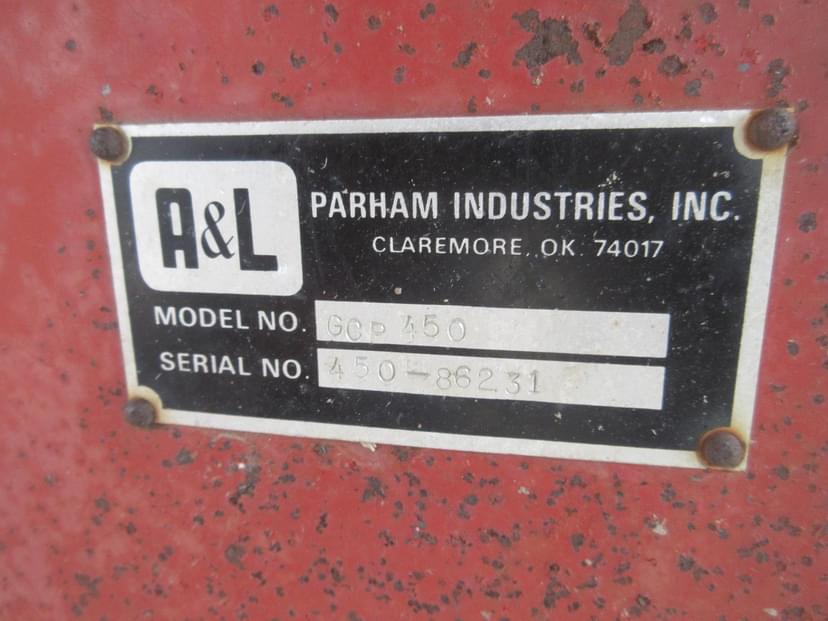 A&L
PARHAM INDUSTRIES, INC.
CLAREMORE, OK. 74017
MODEL NO. GCP 450
SERIAL NO. 450-86231